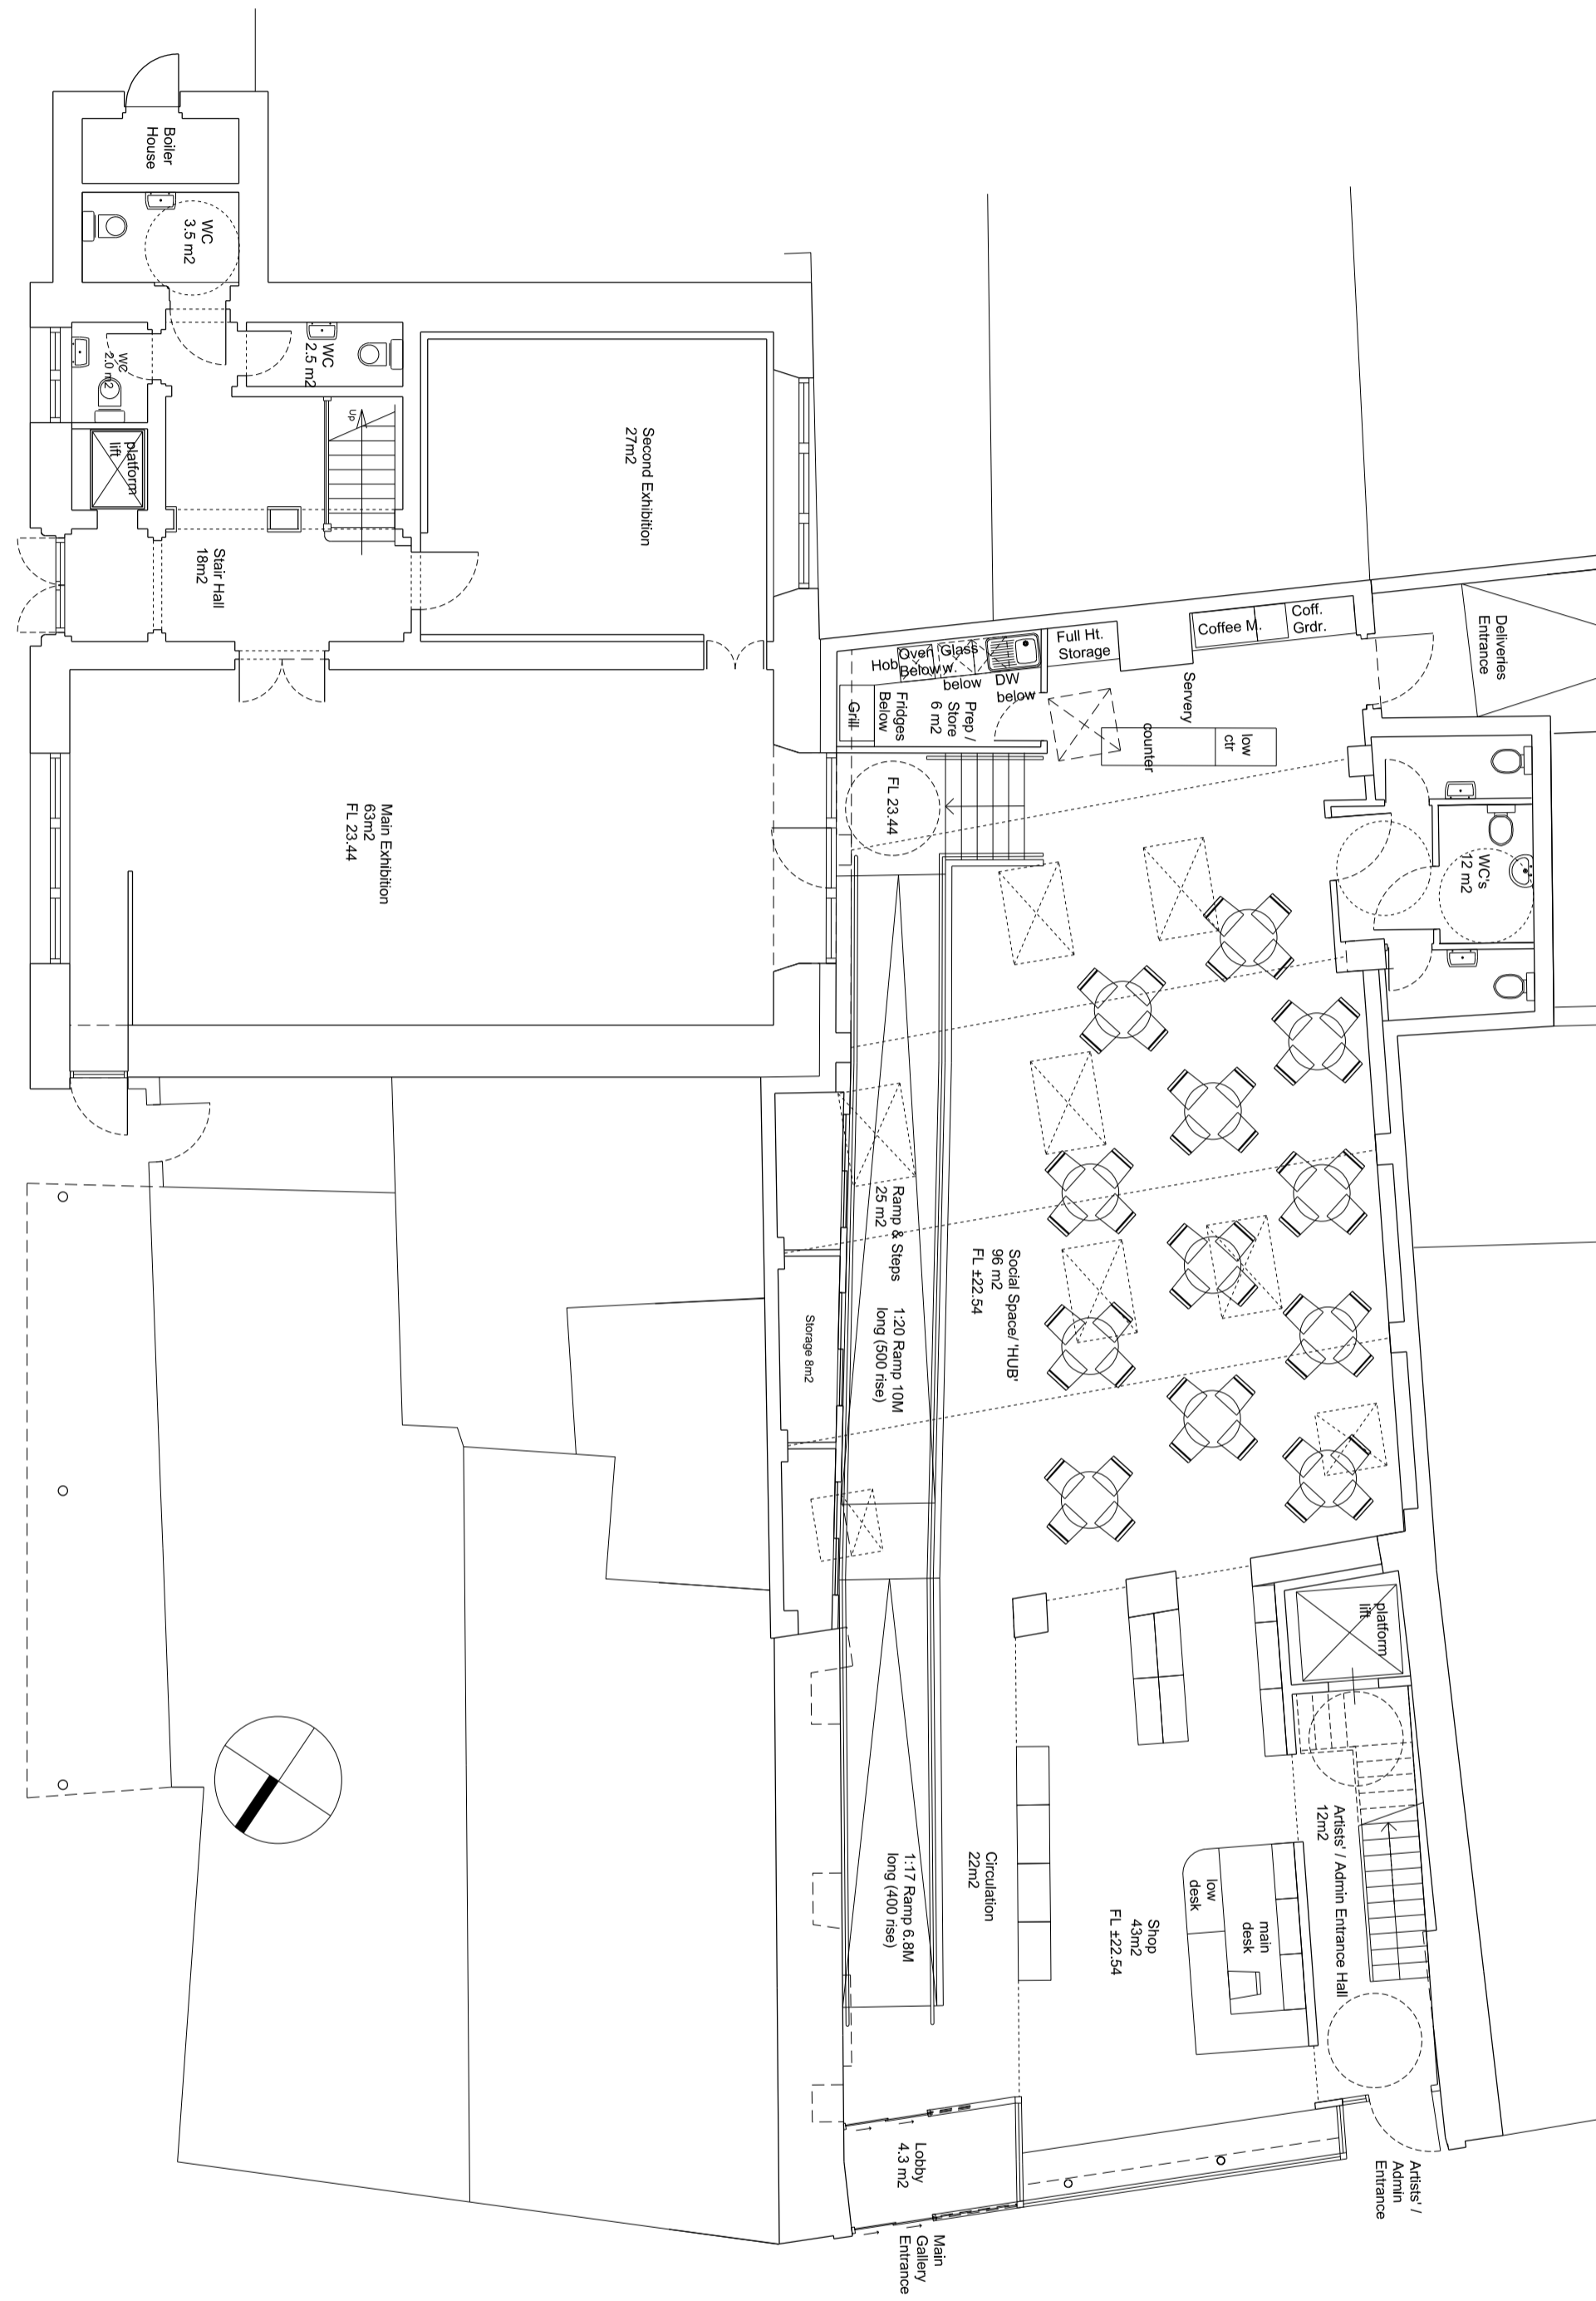 Boiler
House
WC
3.5 m2
WC
2.0 m2
WC
2.5 m2
platform
lift
Up
Stair Hall
18m2
Second Exhibition
27m2
Main Exhibition
63m2
FL 23.44
Hob
Oven
Below
Glass
w.
below
DW
below
Grill
Fridges
Below
Prep /
Store
6 m2
Full Ht.
Storage
Coffee M.
Coff.
Grdr.
Servery
counter
low
ctr
Deliveries
Entrance
FL 23.44
WC's
12 m2
Ramp & Steps
25 m2
1:20 Ramp 10M
long (500 rise)
Storage 8m2
Social Space/ 'HUB'
96 m2
FL ±22.54
platform
lift
Artists' / Admin Entrance Hall
12m2
1:17 Ramp 6.8M
long (400 rise)
Circulation
22m2
Shop
43m2
FL ±22.54
low
desk
main
desk
Lobby
4.3 m2
Main
Gallery
Entrance
Artists' /
Admin
Entrance